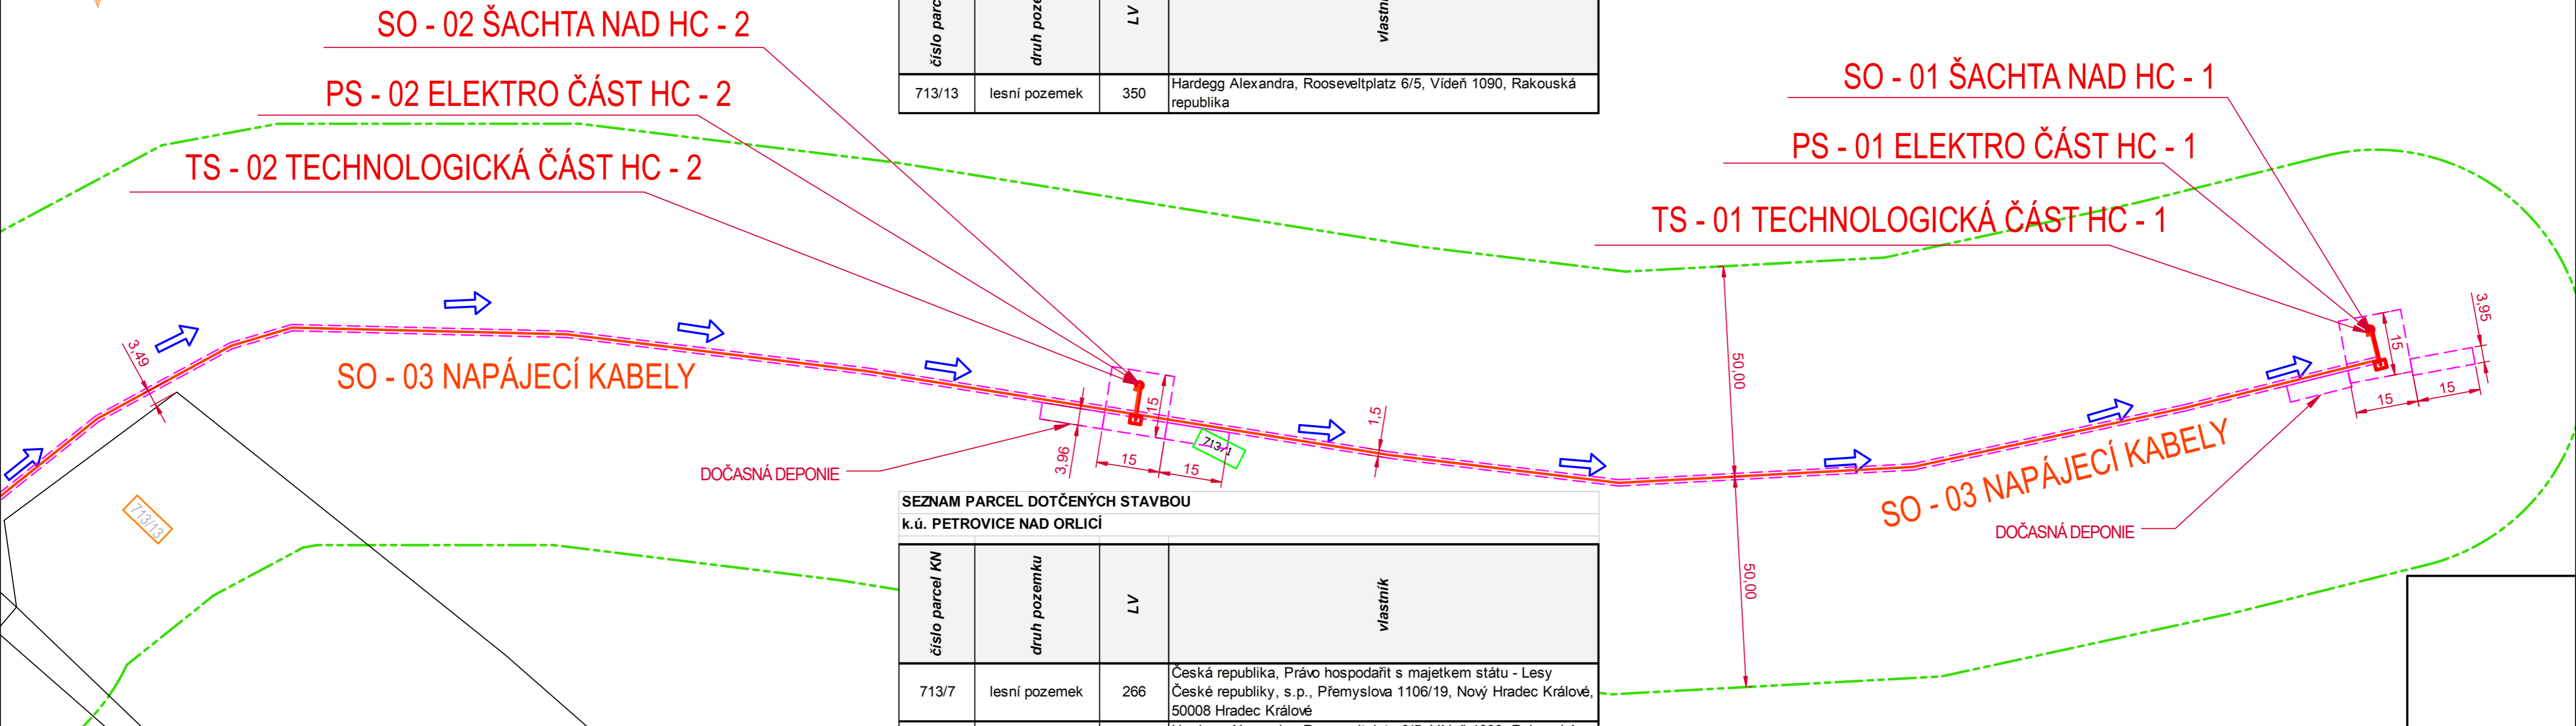 SO - 02 ŠACHTA NAD HC - 2
PS - 02 ELEKTRO ČÁST HC - 2
TS - 02 TECHNOLOGICKÁ ČÁST HC - 2
druh
LV
713/13 lesní pozemek 350 Hardegg Alexandra, Rooseveltplatz 6/5, Vídeň 1090, Rakouská
republika
SO - 01 ŠACHTA NAD HC - 1
PS - 01 ELEKTRO ČÁST HC - 1
TS - 01 TECHNOLOGICKÁ ČÁST HC - 1
3,49
SO - 03 NAPÁJECÍ KABELY
713/13
DOČASNÁ DEPONIE
3,96
15
15
15
713/1
1,5
50,00
50,00
SO - 03 NAPÁJECÍ KABELY
DOČASNÁ DEPONIE
15
15
15
3,95
SEZNAM PARCEL DOTČENÝCH STAVBOU
k.ú. PETROVICE NAD ORLICÍ
číslo parcel KN
druh pozemku
LV
vlastník
713/7 lesní pozemek 266 Česká republika, Právo hospodařit s majetkem státu - Lesy
České republiky, s.p., Přemyslova 1106/19, Nový Hradec Králové,
50008 Hradec Králové